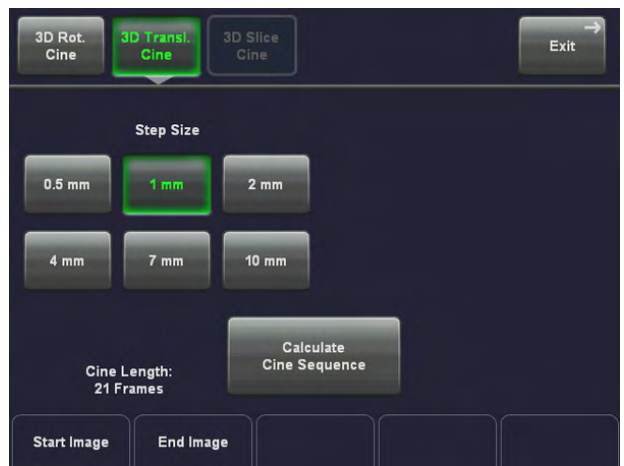 3D Rot.
Cine
3D Transl.
Cine
3D Slice
Cine
Exit
Step Size
0.5 mm
1 mm
2 mm
4 mm
7 mm
10 mm
Calculate
Cine Sequence
Cine Length:
21 Frames
Start Image
End Image